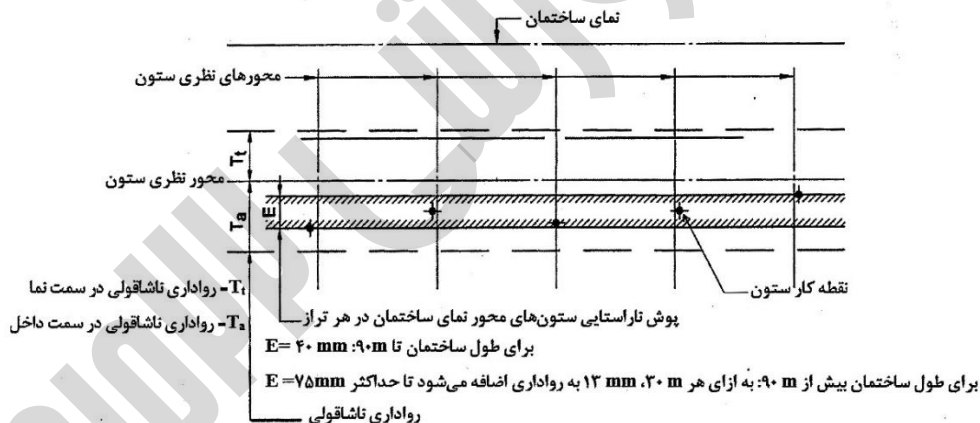 نمای ساختمان
محورهای نظری ستون
Tₜ
محور نظری ستون
E
Tₐ
نقطه کار ستون
Tₜ- رواداری ناشاقولی در سمت نما
Tₐ- رواداری ناشاقولی در سمت داخل
پوش ناراستایی ستون‌های محور نمای ساختمان در هر تراز
برای طول ساختمان تا ۹۰m: ۴۰ mm =E
برای طول ساختمان بیش از ۹۰ m: به ازای هر ۳۰ m، ۱۳ mm به رواداری اضافه می‌شود تا حداکثر E =۷۵mm
رواداری ناشاقولی